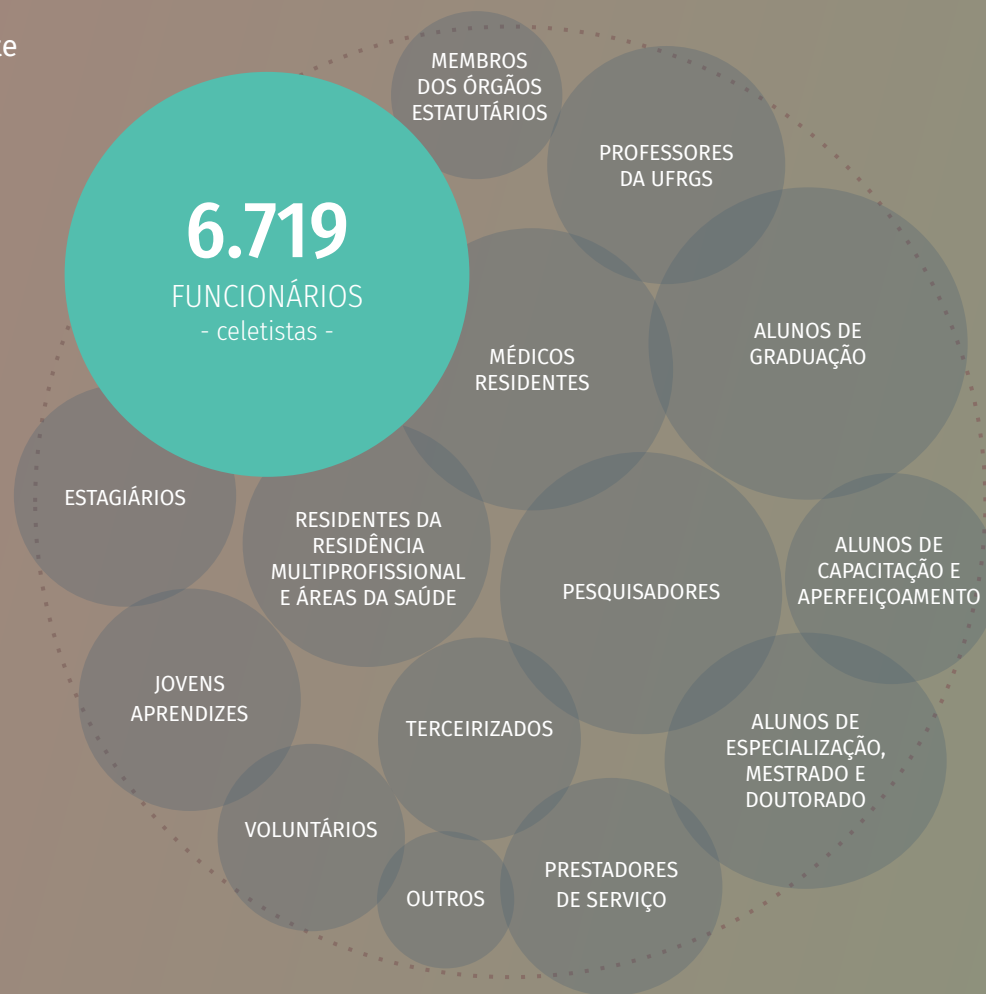 MEMBROS
DOS ÓRGÃOS
ESTATUTÁRIOS
PROFESSORES
DA UFRGS
6.719
FUNCIONÁRIOS
- celetistas -
MÉDICOS
RESIDENTES
ALUNOS DE
GRADUAÇÃO
ESTAGIÁRIOS
RESIDENTES DA
RESIDÊNCIA
MULTIPROFISSIONAL
E ÁREAS DA SAÚDE
PESQUISADORES
ALUNOS DE
CAPACITAÇÃO E
APERFEIÇOAMENTO
JOVENS
APRENDIZES
TERCEIRIZADOS
ALUNOS DE
ESPECIALIZAÇÃO,
MESTRADO E
DOUTORADO
VOLUNTÁRIOS
OUTROS
PRESTADORES
DE SERVIÇO